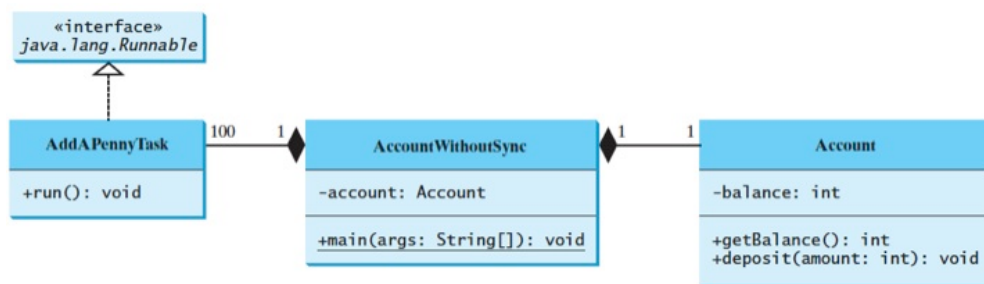 «interface»
java.lang.Runnable
AddAPennyTask
+run(): void
100
1
AccountWithoutSync
-account: Account
+main(args: String[]): void
1
1
Account
-balance: int
+getBalance(): int
+deposit(amount: int): void